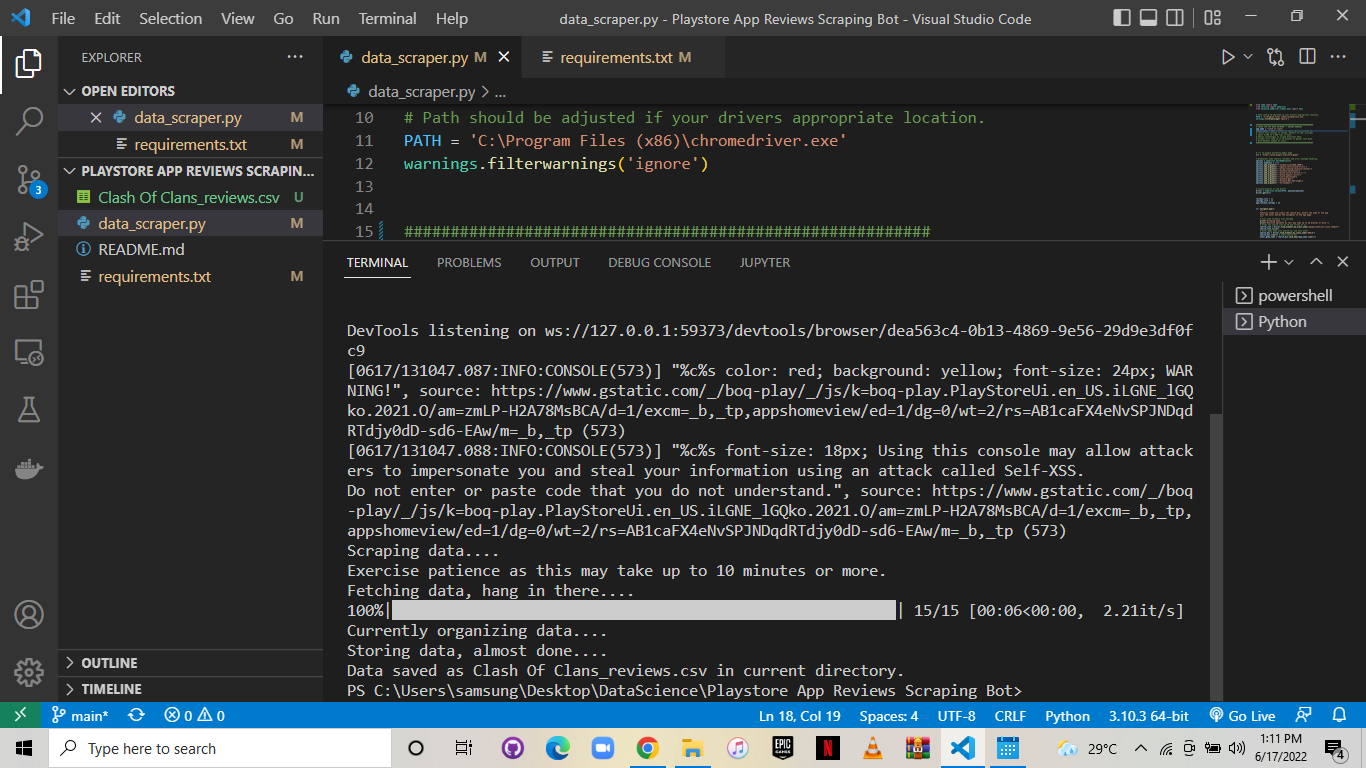 File Edit Selection View Go Run Terminal Help data_scraper.py - Playstore App Reviews Scraping Bot - Visual Studio Code
EXPLORER
OPEN EDITORS
data_scraper.py M
requirements.txt M
PLAYSTORE APP REVIEWS SCRAPIN...
Clash Of Clans_reviews.csv U
data_scraper.py M
README.md
requirements.txt M
OUTLINE
TIMELINE
3
data_scraper.py M
requirements.txt M
data_scraper.py > ...
10 # Path should be adjusted if your drivers appropriate location.
11 PATH = 'C:\Program Files (x86)\chromedriver.exe'
12 warnings.filterwarnings('ignore')
13
14
15 #########################################################
TERMINAL PROBLEMS OUTPUT DEBUG CONSOLE JUPYTER
powershell
Python
DevTools listening on ws://127.0.0.1:59373/devtools/browser/dea563c4-0b13-4869-9e56-29d9e3df0f
c9
[0617/131047.087:INFO:CONSOLE(573)] "%c%s color: red; background: yellow; font-size: 24px; WAR
NING!", source: https://www.gstatic.com/_/boq-play/_/js/k=boq-play.PlayStoreUi.en_US.iLGNE_lGQ
ko.2021.O/am=zmLP-H2A78MsBCA/d=1/excm=_b,_tp,appshomeview/ed=1/dg=0/wt=2/rs=AB1caFX4eNvSPJNDqd
RTdjy0dD-sd6-EAw/m=_b,_tp (573)
[0617/131047.088:INFO:CONSOLE(573)] "%c%s font-size: 18px; Using this console may allow attack
ers to impersonate you and steal your information using an attack called Self-XSS.
Do not enter or paste code that you do not understand.", source: https://www.gstatic.com/_/boq
-play/_/js/k=boq-play.PlayStoreUi.en_US.iLGNE_lGQko.2021.O/am=zmLP-H2A78MsBCA/d=1/excm=_b,_tp,
appshomeview/ed=1/dg=0/wt=2/rs=AB1caFX4eNvSPJNDqdRTdjy0dD-sd6-EAw/m=_b,_tp (573)
Scraping data....
Exercise patience as this may take up to 10 minutes or more.
Fetching data, hang in there....
100%| | 15/15 [00:06<00:00, 2.21it/s]
Currently organizing data....
Storing data, almost done....
Data saved as Clash Of Clans_reviews.csv in current directory.
PS C:\Users\samsung\Desktop\DataScience\Playstore App Reviews Scraping Bot>
main* 0 0 Ln 18, Col 19 Spaces: 4 UTF-8 CRLF Python 3.10.3 64-bit Go Live
Type here to search
EPIC
GAMES
N
29°C
1:11 PM
6/17/2022
4